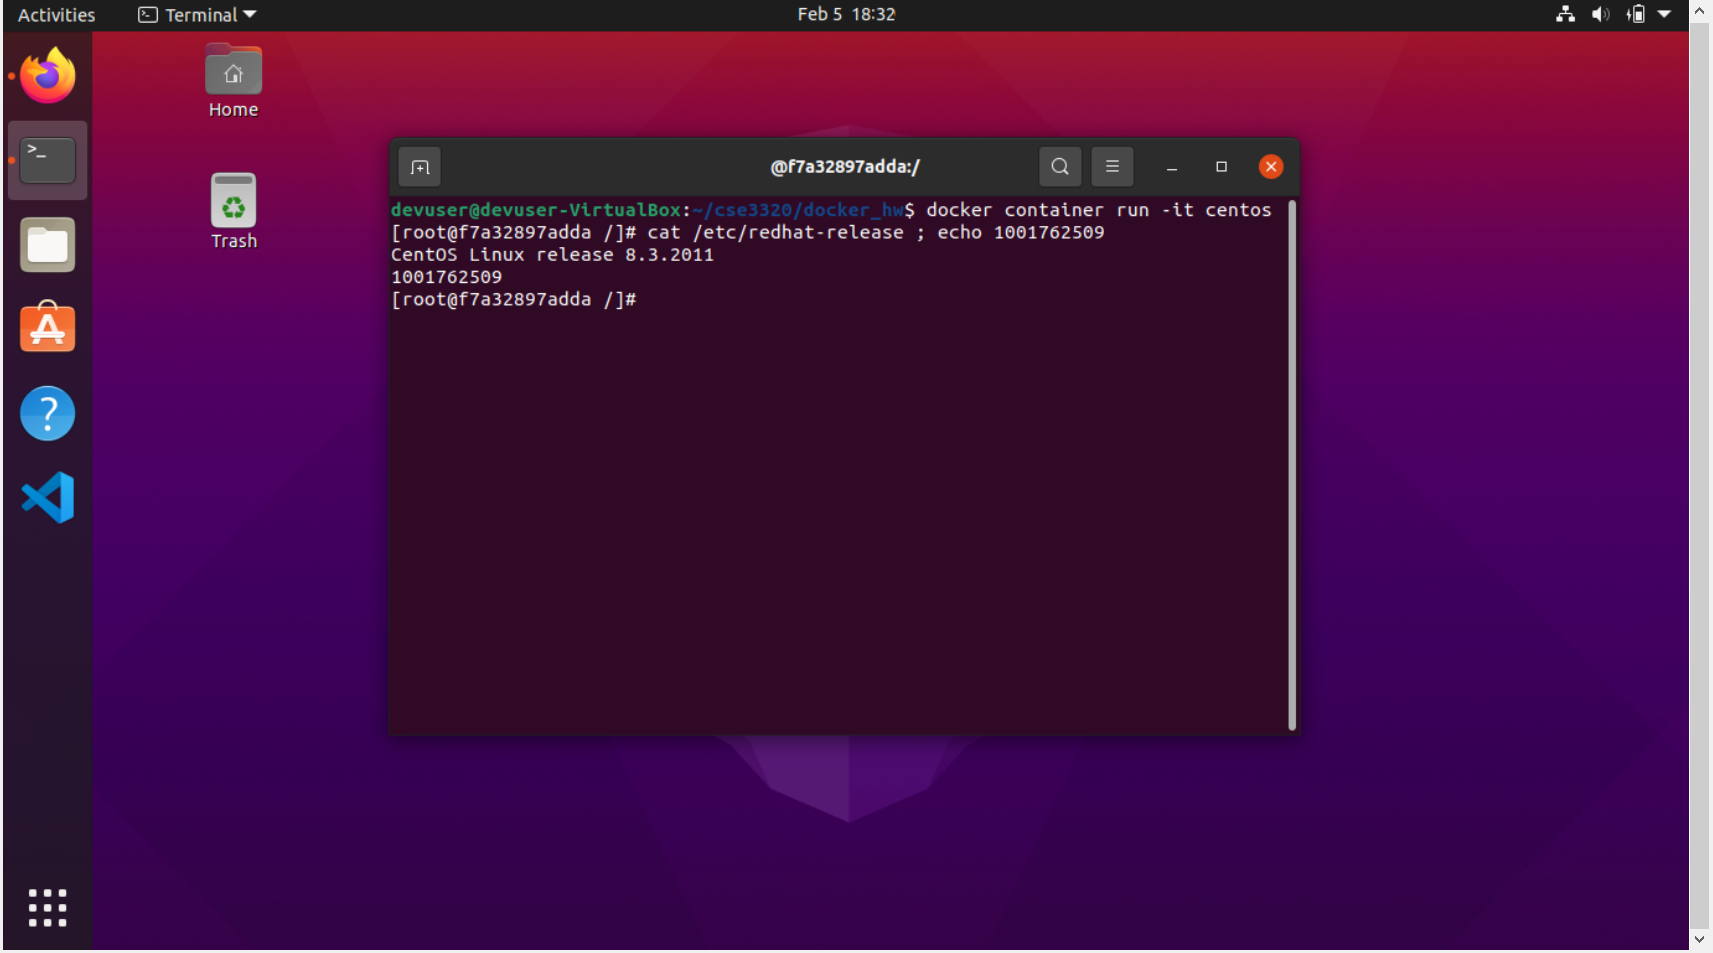 Activities
Terminal
Feb 5 18:32
Home
Trash
@f7a32897adda:/
devuser@devuser-VirtualBox:~/cse3320/docker_hw$ docker container run -it centos
[root@f7a32897adda /]# cat /etc/redhat-release ; echo 1001762509
CentOS Linux release 8.3.2011
1001762509
[root@f7a32897adda /]#